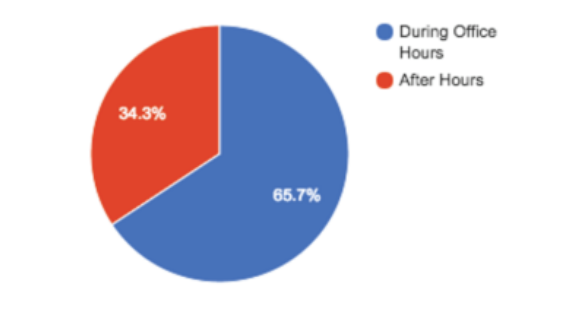 During Office
Hours
After Hours
34.3%
65.7%